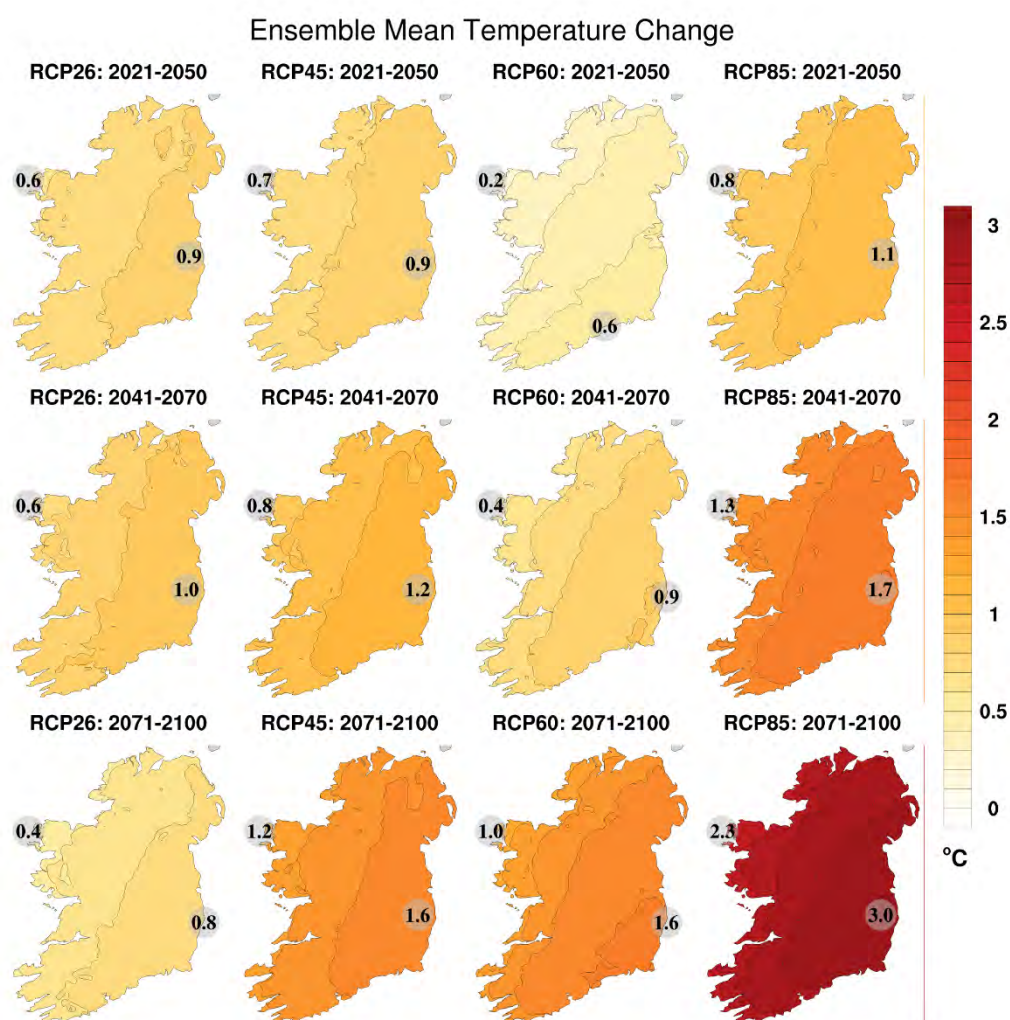 Ensemble Mean Temperature Change
RCP26: 2021-2050
RCP45: 2021-2050
RCP60: 2021-2050
RCP85: 2021-2050
0.6
0.9
0.7
0.9
0.2
0.6
0.8
1.1
RCP26: 2041-2070
RCP45: 2041-2070
RCP60: 2041-2070
RCP85: 2041-2070
0.6
1.0
0.8
1.2
0.4
0.9
1.3
1.7
RCP26: 2071-2100
RCP45: 2071-2100
RCP60: 2071-2100
RCP85: 2071-2100
0.4
0.8
1.2
1.6
1.0
1.6
2.3
3.0
3
2.5
2
1.5
1
0.5
0
°C